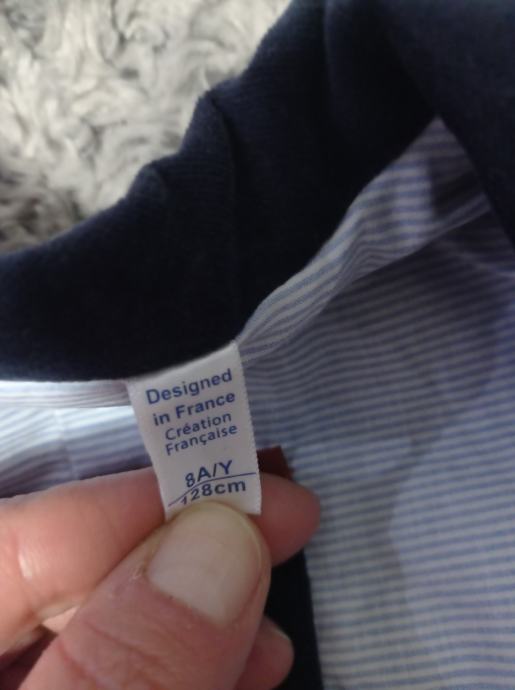 Designed
in France
Création
Française
8A/Y
128cm